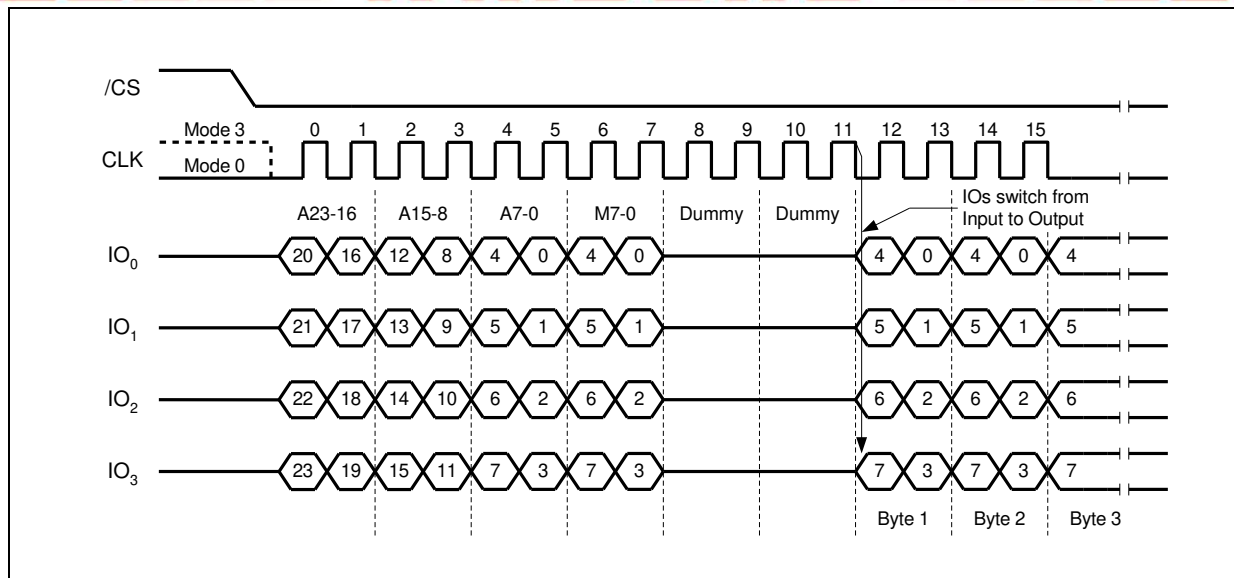 /CS
Mode 3 0 1 2 3 4 5 6 7 8 9 10 11 12 13 14 15
CLK
Mode 0
IOs switch from
Input to Output
A23-16 A15-8 A7-0 M7-0 Dummy Dummy
IO0 20 16 12 8 4 0 4 0 4 0 4 0 4
IO1 21 17 13 9 5 1 5 1 5 1 5 1 5
IO2 22 18 14 10 6 2 6 2 6 2 6 2 6
IO3 23 19 15 11 7 3 7 3 7 3 7 3 7
Byte 1 Byte 2 Byte 3